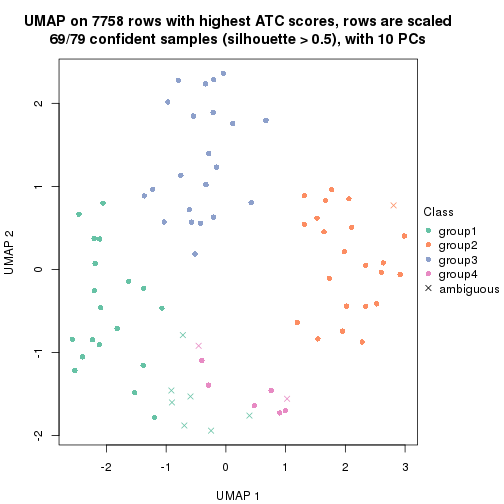 UMAP on 7758 rows with highest ATC scores, rows are scaled
69/79 confident samples (silhouette > 0.5), with 10 PCs
UMAP 2
2
1
0
-1
-2
-2
-1
0
1
2
3
UMAP 1
Class
group1
group2
group3
group4
ambiguous